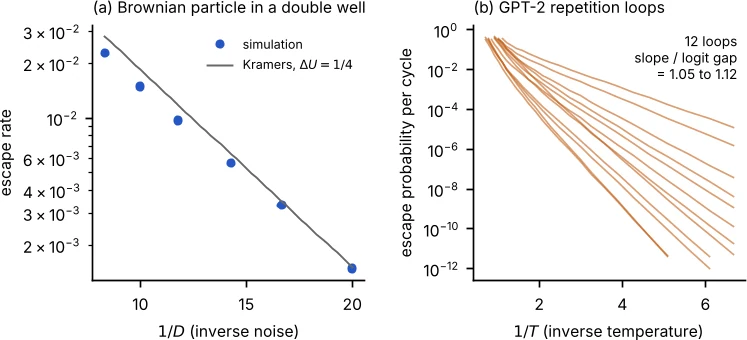 (a) Brownian particle in a double well
escape rate
3 × 10⁻²
2 × 10⁻²
10⁻²
6 × 10⁻³
4 × 10⁻³
3 × 10⁻³
2 × 10⁻³
simulation
Kramers, ΔU = 1/4
10
15
20
1/D (inverse noise)
(b) GPT-2 repetition loops
escape probability per cycle
10⁰
10⁻²
10⁻⁴
10⁻⁶
10⁻⁸
10⁻¹⁰
10⁻¹²
12 loops
slope / logit gap
= 1.05 to 1.12
2
4
6
1/T (inverse temperature)